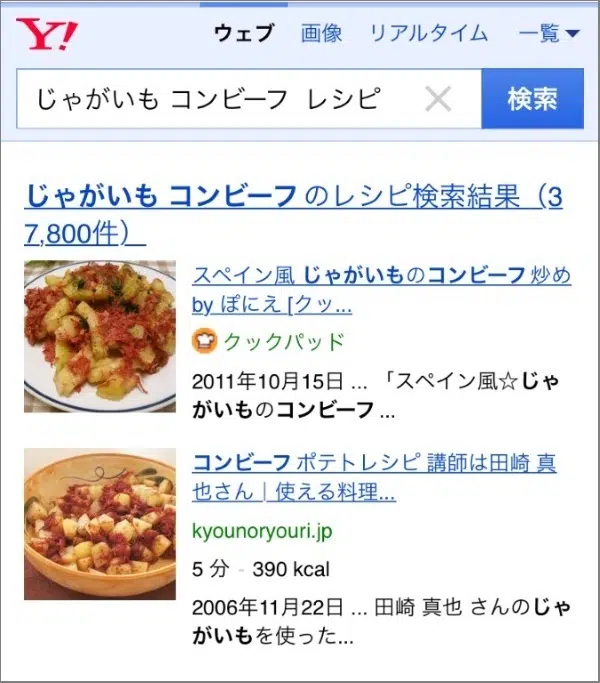 Y!
ウェブ 画像 リアルタイム 一覧
じゃがいも コンビーフ レシピ 検索
じゃがいも コンビーフ のレシピ検索結果（3
7,800件）
スペイン風 じゃがいものコンビーフ 炒め
by ぽにえ [クッ...
クックパッド
2011年10月15日 ... 「スペイン風☆じゃ
がいものコンビーフ ...
コンビーフ ポテトレシピ 講師は田崎 真
也さん｜使える料理...
kyounoryouri.jp
5 分 - 390 kcal
2006年11月22日 ... 田崎 真也 さんのじゃ
がいもを使った...